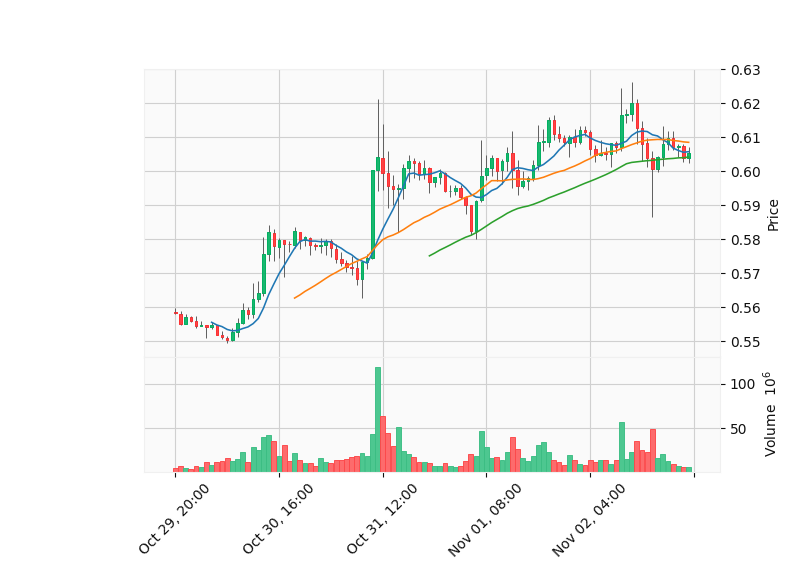 0.63
0.62
0.61
0.60
0.59
0.58
0.57
0.56
0.55
Price
100
50
Volume 10⁶
Oct 29, 20:00
Oct 30, 16:00
Oct 31, 12:00
Nov 01, 08:00
Nov 02, 04:00